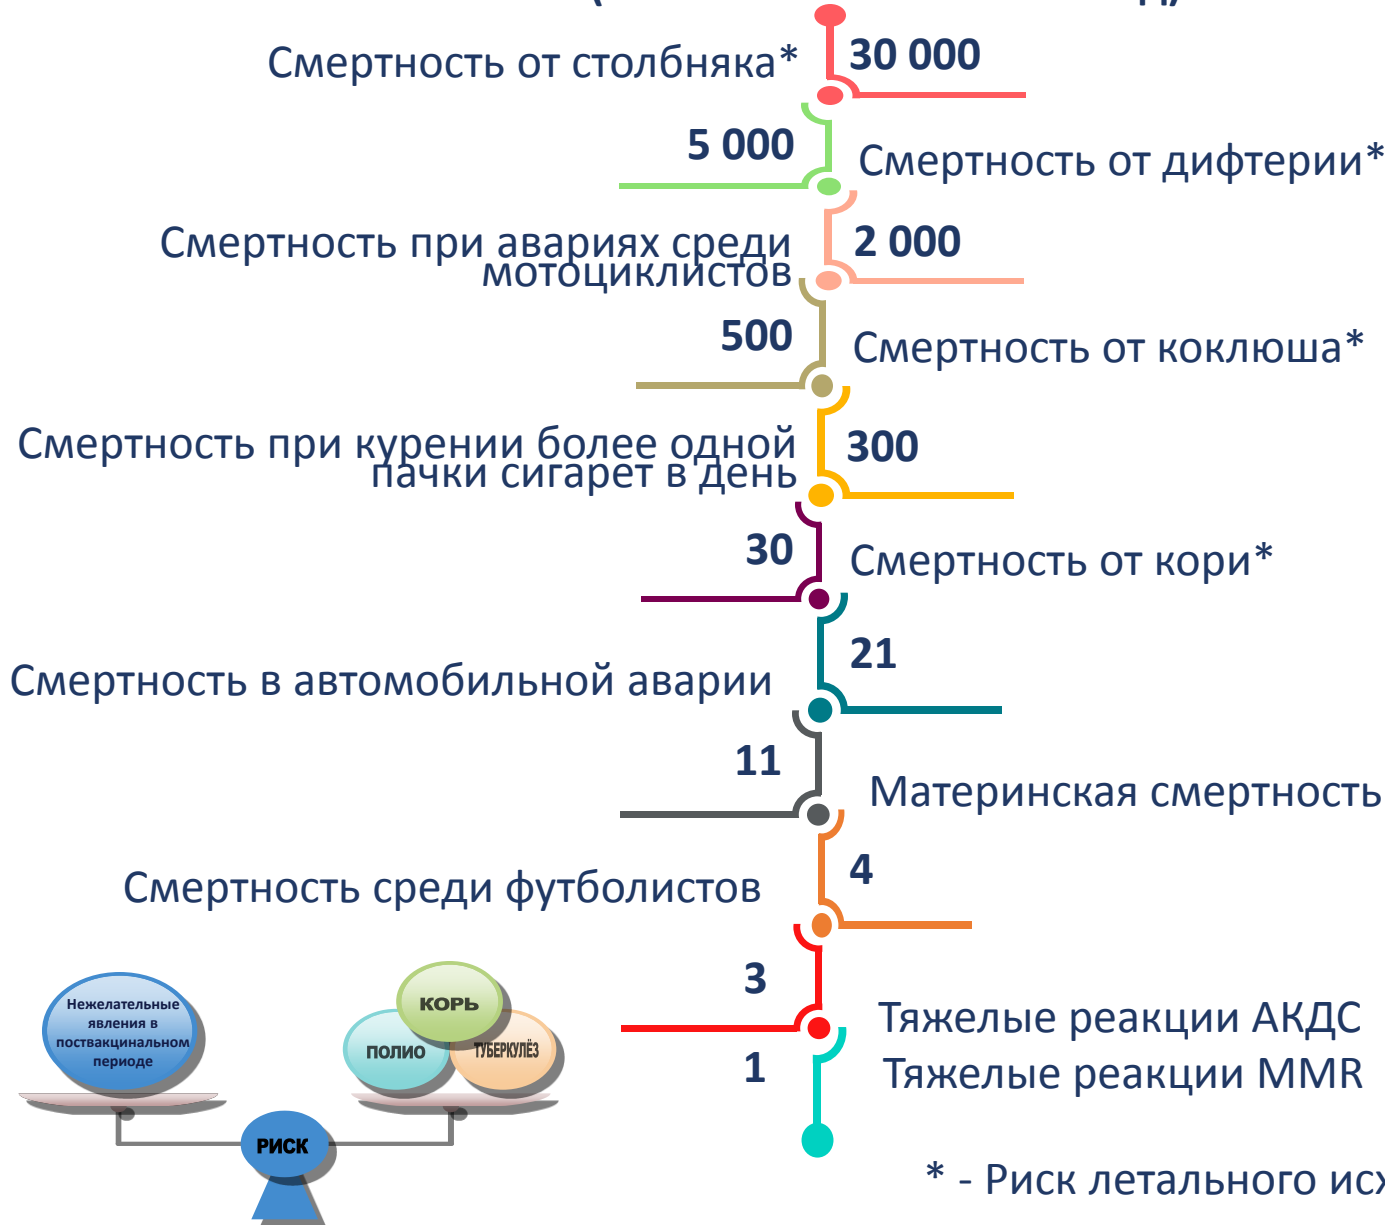 Смертность от столбняка*
30 000
5 000
Смертность от дифтерии*
Смертность при авариях среди
мотоциклистов
2 000
500
Смертность от коклюша*
Смертность при курении более одной
пачки сигарет в день
300
30
Смертность от кори*
21
Смертность в автомобильной аварии
11
Материнская смертность
4
Смертность среди футболистов
3
Тяжелые реакции АКДС
1
Тяжелые реакции MMR
Нежелательные
явления в
поствакцинальном
периоде
КОРЬ
ПОЛИО
ТУБЕРКУЛЁЗ
РИСК
* - Риск летального